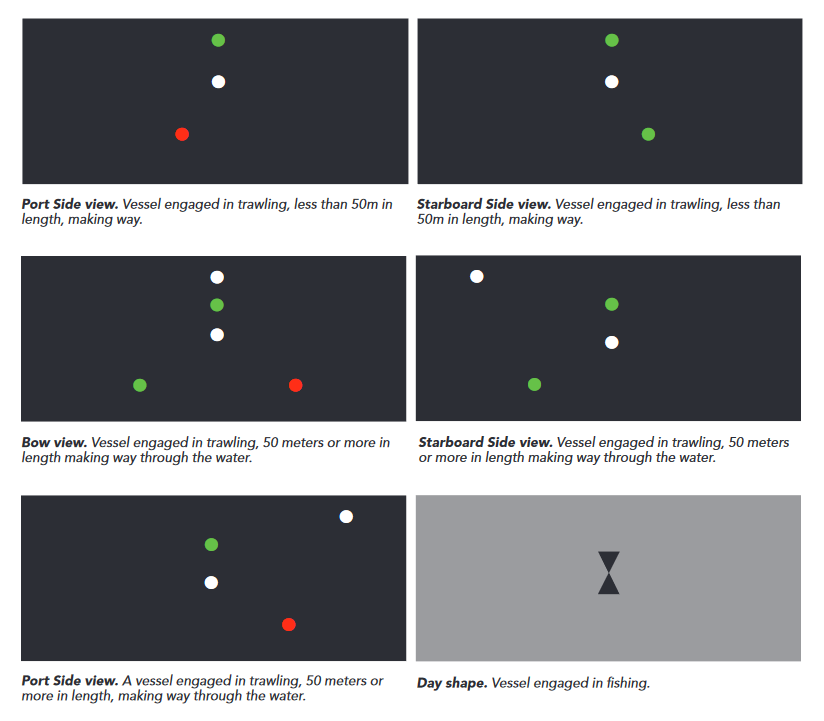 Port Side view. Vessel engaged in trawling, less than 50m in
length, making way.
Starboard Side view. Vessel engaged in trawling, less than
50m in length, making way.
Bow view. Vessel engaged in trawling, 50 meters or more in
length making way through the water.
Starboard Side view. Vessel engaged in trawling, 50 meters
or more in length making way through the water.
Port Side view. A vessel engaged in trawling, 50 meters or
more in length, making way through the water.
Day shape. Vessel engaged in fishing.